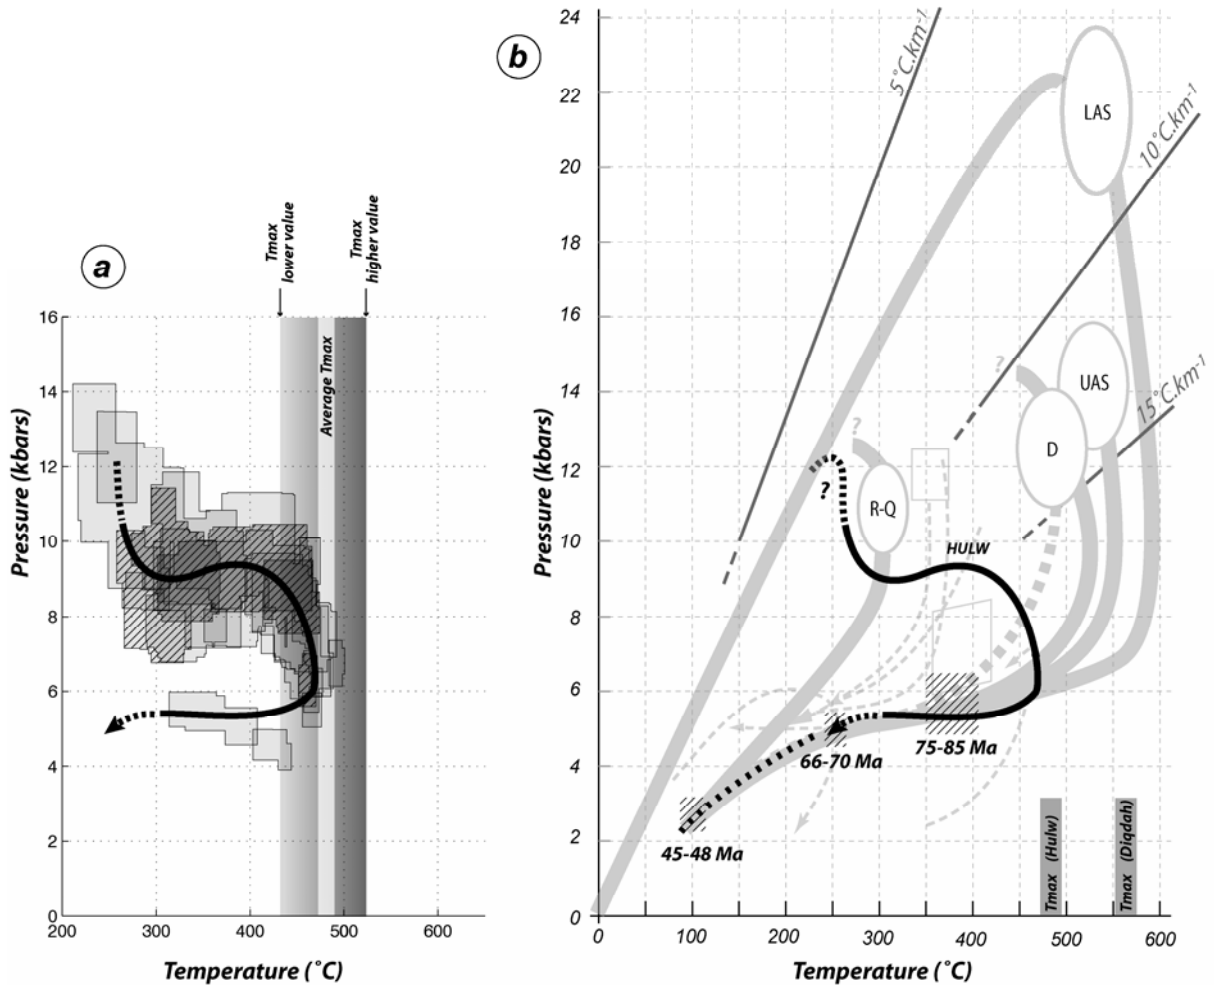 a
Tmax
lower value
Tmax
higher value
Average Tmax
Pressure (kbars)
16
14
12
10
8
6
4
2
0
200
300
400
500
600
Temperature (˚C)
b
Pressure (kbars)
24
22
20
18
16
14
12
10
8
6
4
2
0
0
100
200
300
400
500
600
Temperature (˚C)
5˚C.km-1
10˚C.km-1
15˚C.km-1
LAS
UAS
D
R-Q
?
?
?
HULW
75-85 Ma
66-70 Ma
45-48 Ma
Tmax (Hulw)
Tmax (Diqdah)